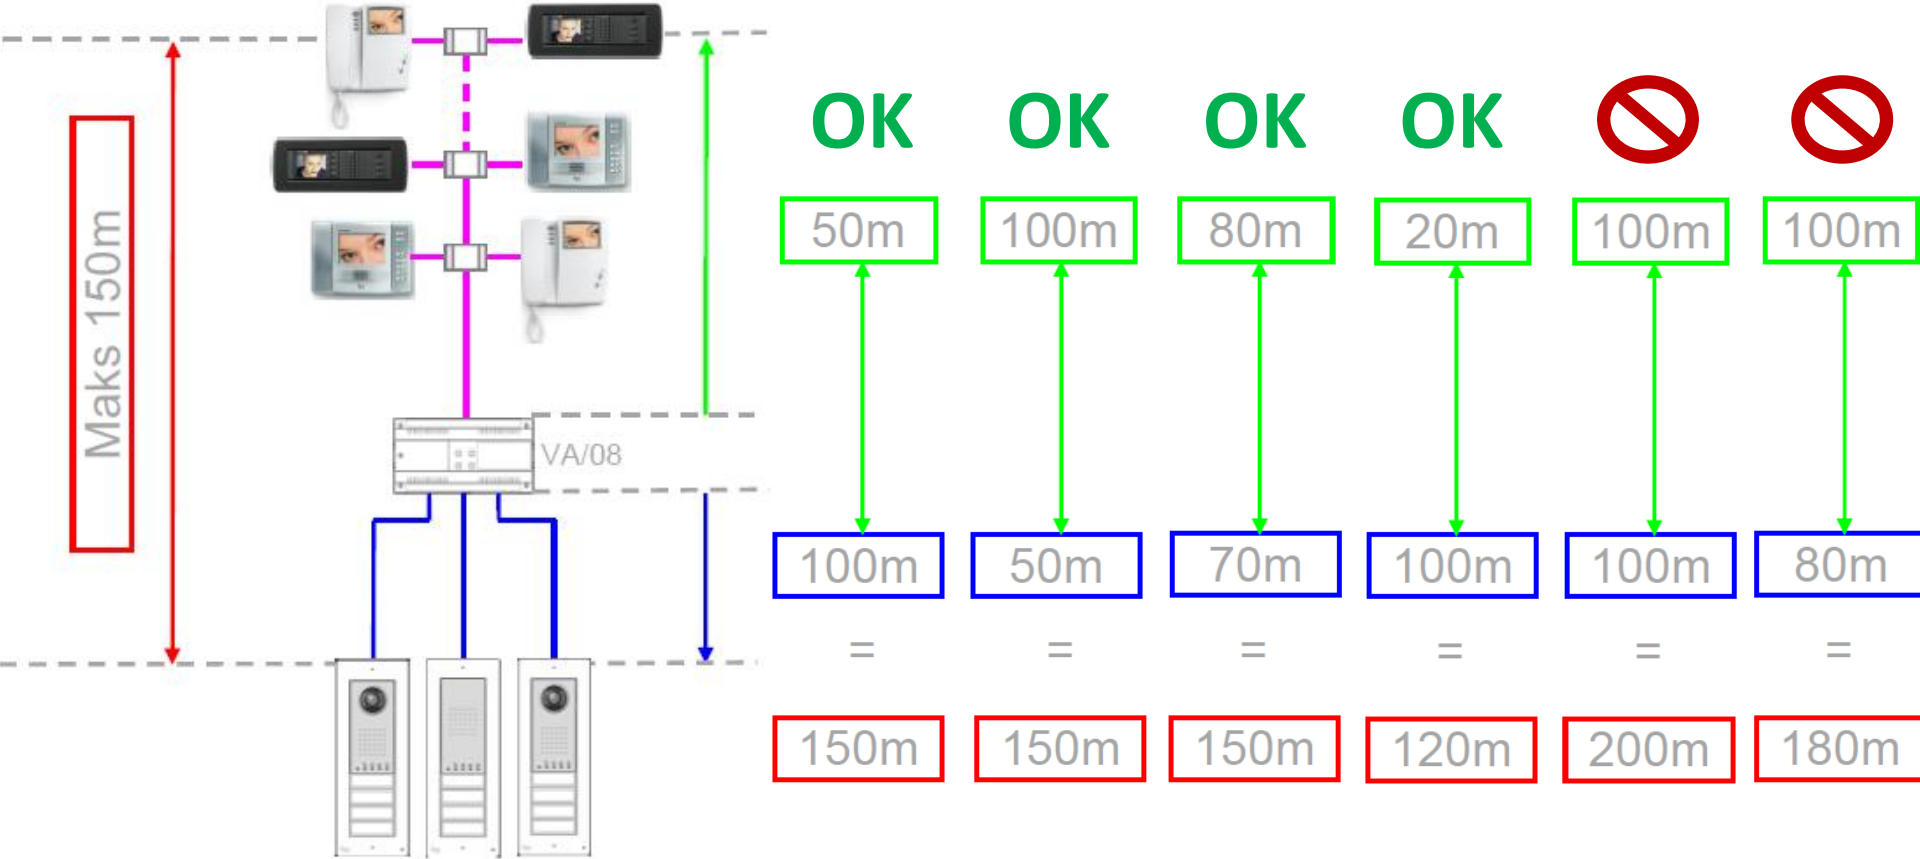 Maks 150m
VA/08
OK OK OK OK
50m 100m 80m 20m 100m 100m
100m 50m 70m 100m 100m 80m
= = = = = =
150m 150m 150m 120m 200m 180m